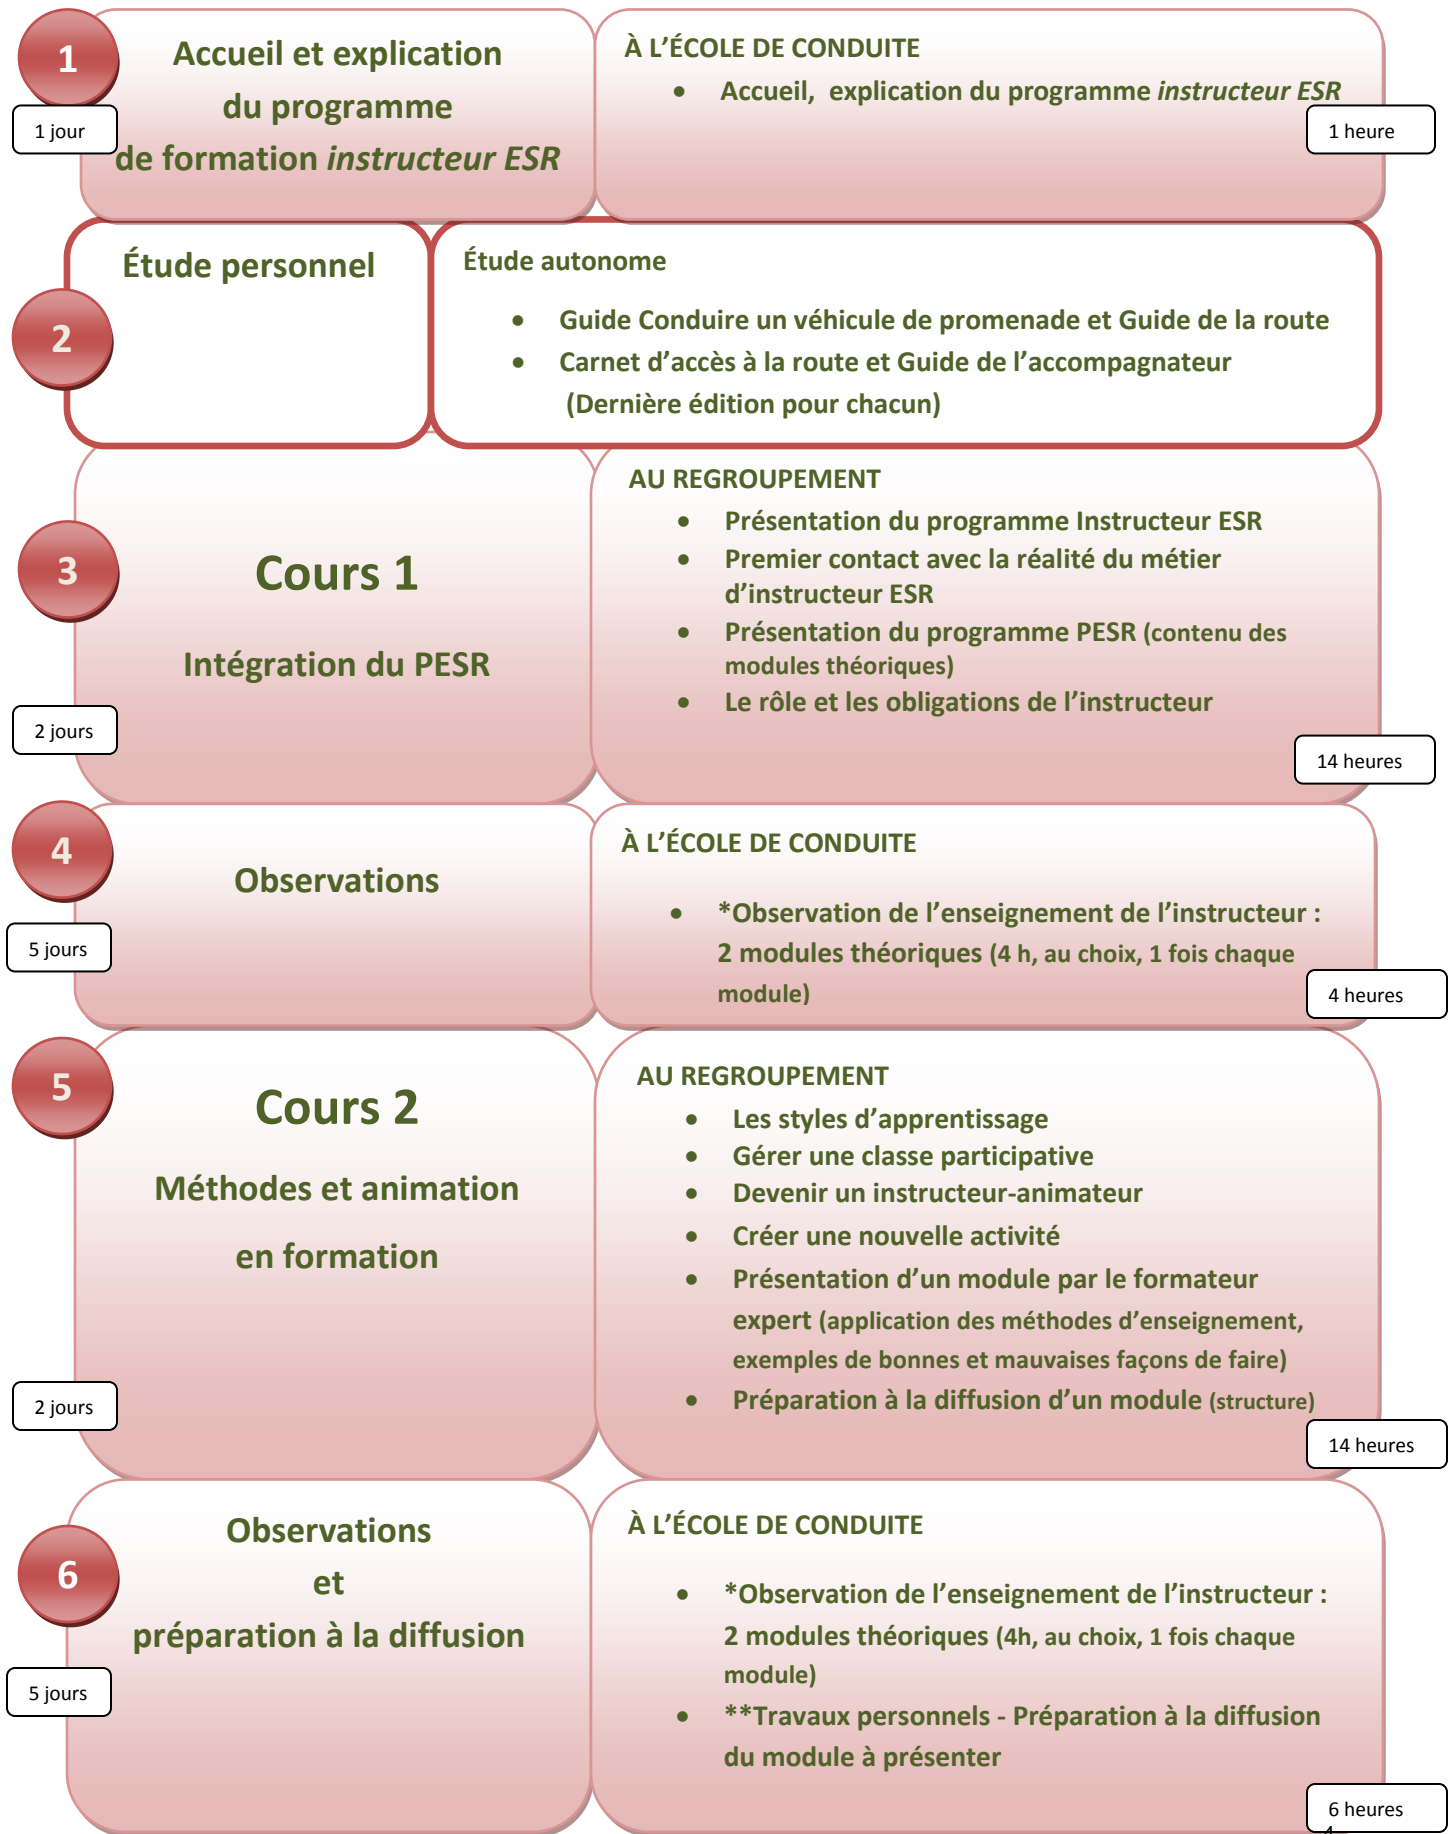 1
Accueil et explication
du programme
de formation instructeur ESR
1 jour
À L’ÉCOLE DE CONDUITE
• Accueil,  explication du programme instructeur ESR
1 heure
2
Étude personnel
Étude autonome
• Guide Conduire un véhicule de promenade et Guide de la route
• Carnet d’accès à la route et Guide de l’accompagnateur
(Dernière édition pour chacun)
3
Cours 1
Intégration du PESR
2 jours
AU REGROUPEMENT
• Présentation du programme Instructeur ESR
• Premier contact avec la réalité du métier
d’instructeur ESR
• Présentation du programme PESR (contenu des
modules théoriques)
• Le rôle et les obligations de l’instructeur
14 heures
4
Observations
5 jours
À L’ÉCOLE DE CONDUITE
• *Observation de l’enseignement de l’instructeur :
2 modules théoriques (4 h, au choix, 1 fois chaque
module)
4 heures
5
Cours 2
Méthodes et animation
en formation
2 jours
AU REGROUPEMENT
• Les styles d’apprentissage
• Gérer une classe participative
• Devenir un instructeur-animateur
• Créer une nouvelle activité
• Présentation d’un module par le formateur
expert (application des méthodes d’enseignement,
exemples de bonnes et mauvaises façons de faire)
• Préparation à la diffusion d’un module (structure)
14 heures
6
Observations
et
préparation à la diffusion
5 jours
À L’ÉCOLE DE CONDUITE
• *Observation de l’enseignement de l’instructeur :
2 modules théoriques (4h, au choix, 1 fois chaque
module)
• **Travaux personnels - Préparation à la diffusion
du module à présenter
6 heures